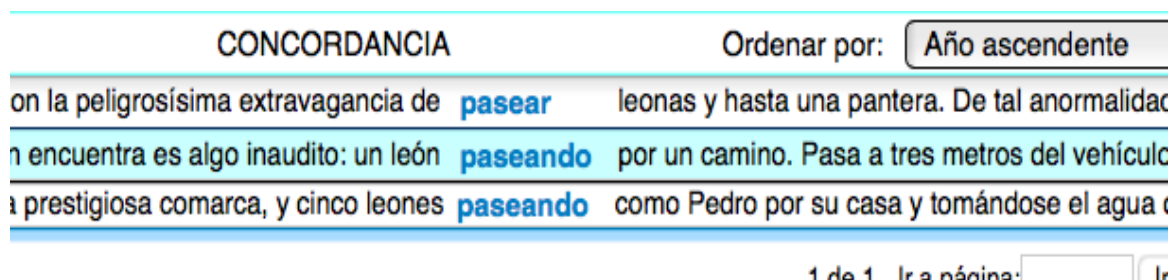 CONCORDANCIA Ordenar por: Año ascendente
on la peligrosísima extravagancia de pasear leonas y hasta una pantera. De tal anormalidad
encuentra es algo inaudito: un león paseando por un camino. Pasa a tres metros del vehículo
prestigiosa comarca, y cinco leones paseando como Pedro por su casa y tomándose el agua
1 de 1 Ir a página: